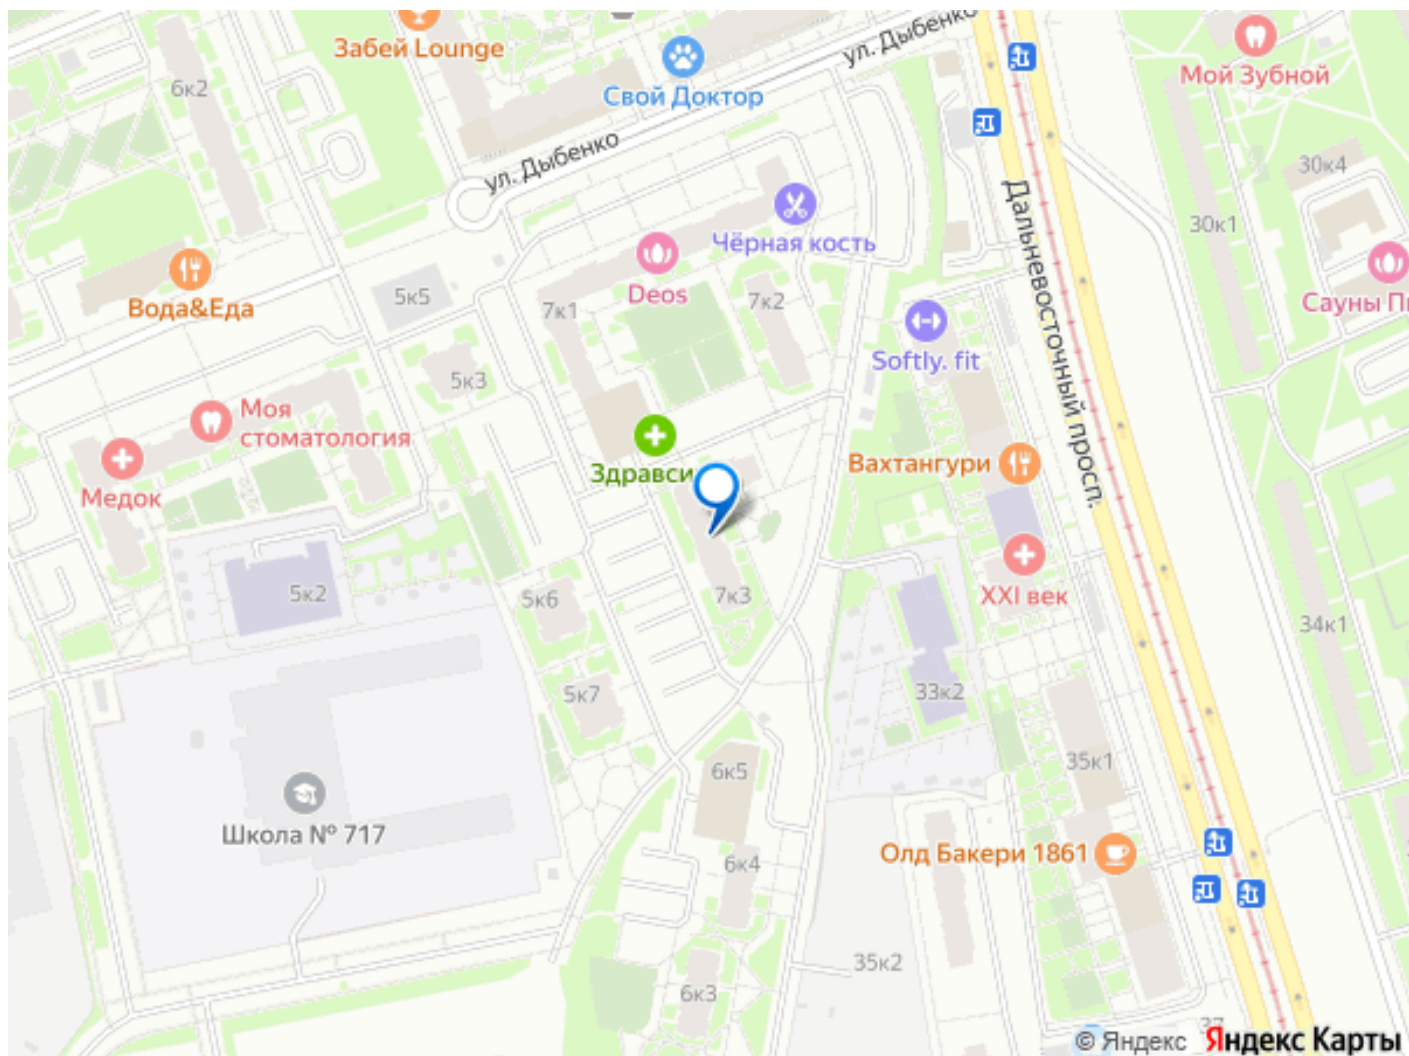 Забей Lounge
ул. Дыбенко
Мой Зубной
6к2
Свой Доктор
ул. Дыбенко
30к4
Дальневосточный просп.
30к1
Чёрная кость
Deos
Вода&Еда
5к5
7к1
7к2
Сауны
Softly. fit
5к3
Моя
стоматология
Медок
Здравси
Вахтангури
5к2
5к6
7к3
XXI век
34к1
5к7
33к2
6к5
35к1
Школа № 717
Олд Бакери 1861
6к4
35к2
6к3
© Яндекс Яндекс Карты